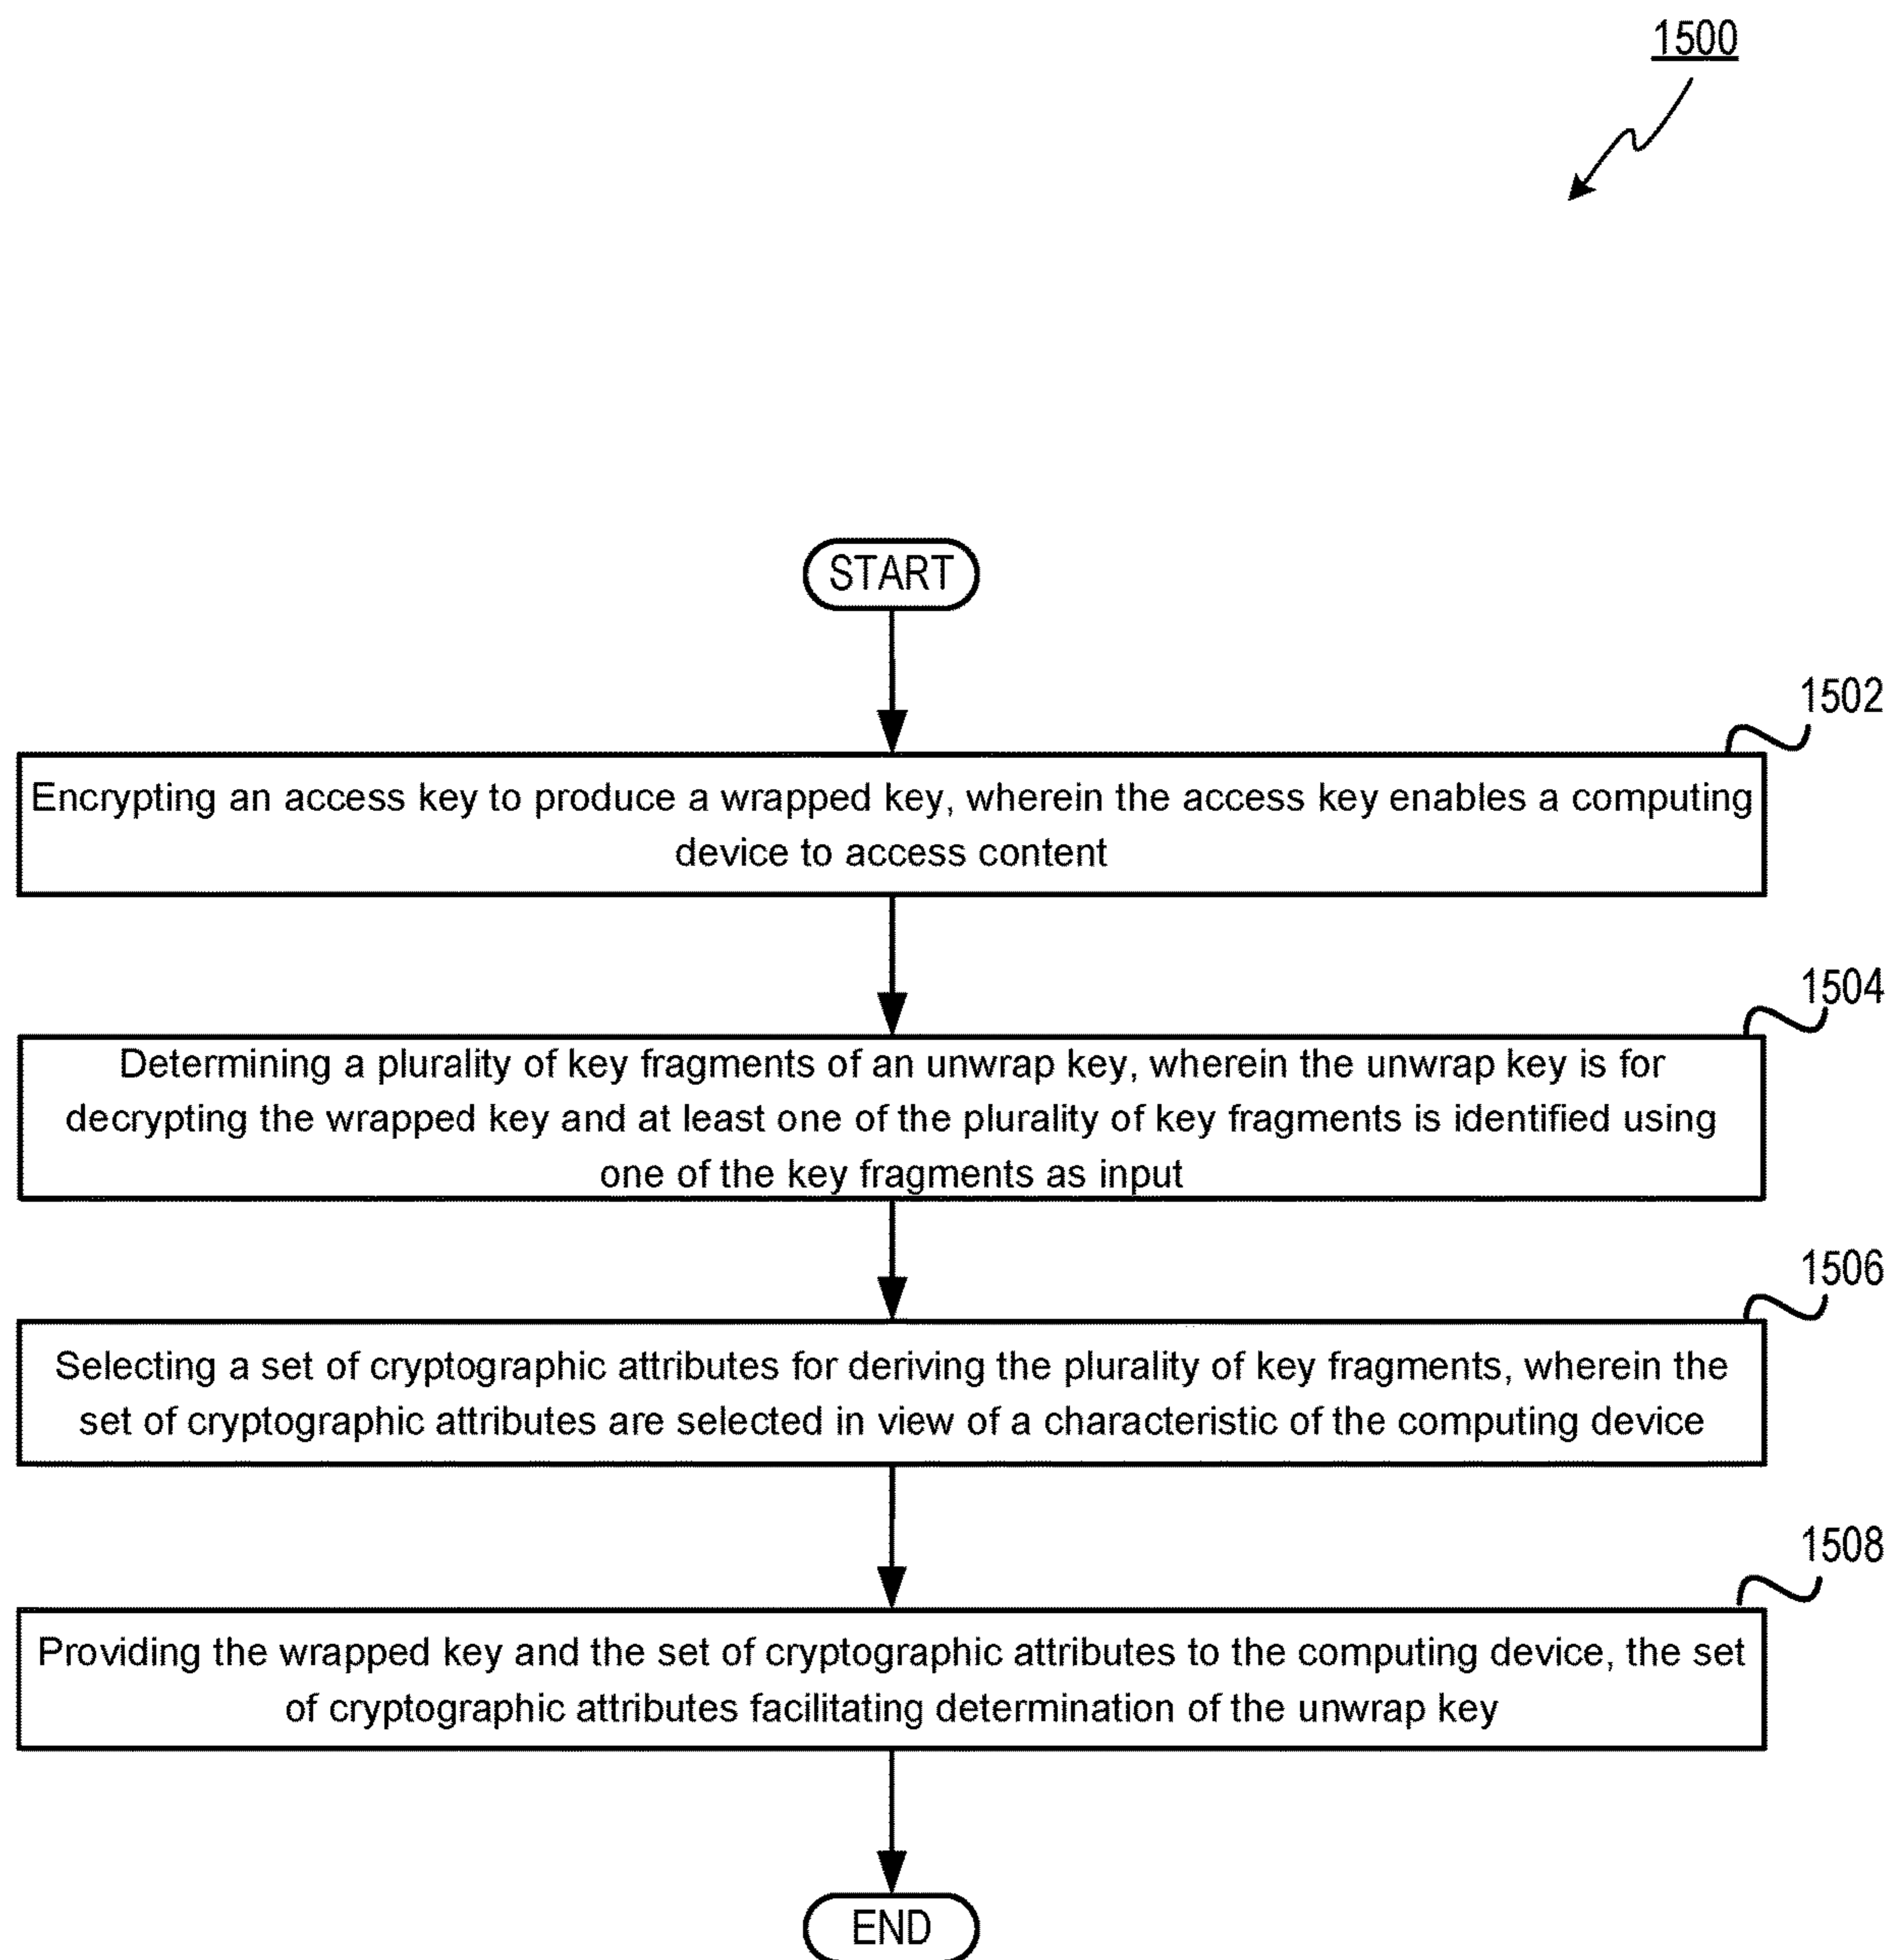 1500
START
1502
Encrypting an access key to produce a wrapped key, wherein the access key enables a computing
device to access content
1504
Determining a plurality of key fragments of an unwrap key, wherein the unwrap key is for
decrypting the wrapped key and at least one of the plurality of key fragments is identified using
one of the key fragments as input
1506
Selecting a set of cryptographic attributes for deriving the plurality of key fragments, wherein the
set of cryptographic attributes are selected in view of a characteristic of the computing device
1508
Providing the wrapped key and the set of cryptographic attributes to the computing device, the set
of cryptographic attributes facilitating determination of the unwrap key
END